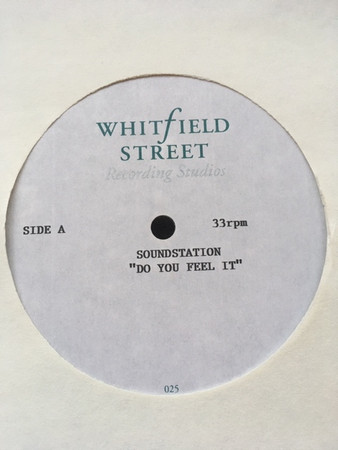 WHITfIELD
STREET
Recording Studios
SIDE A
33rpm
SOUNDSTATION
"DO YOU FEEL IT"
025